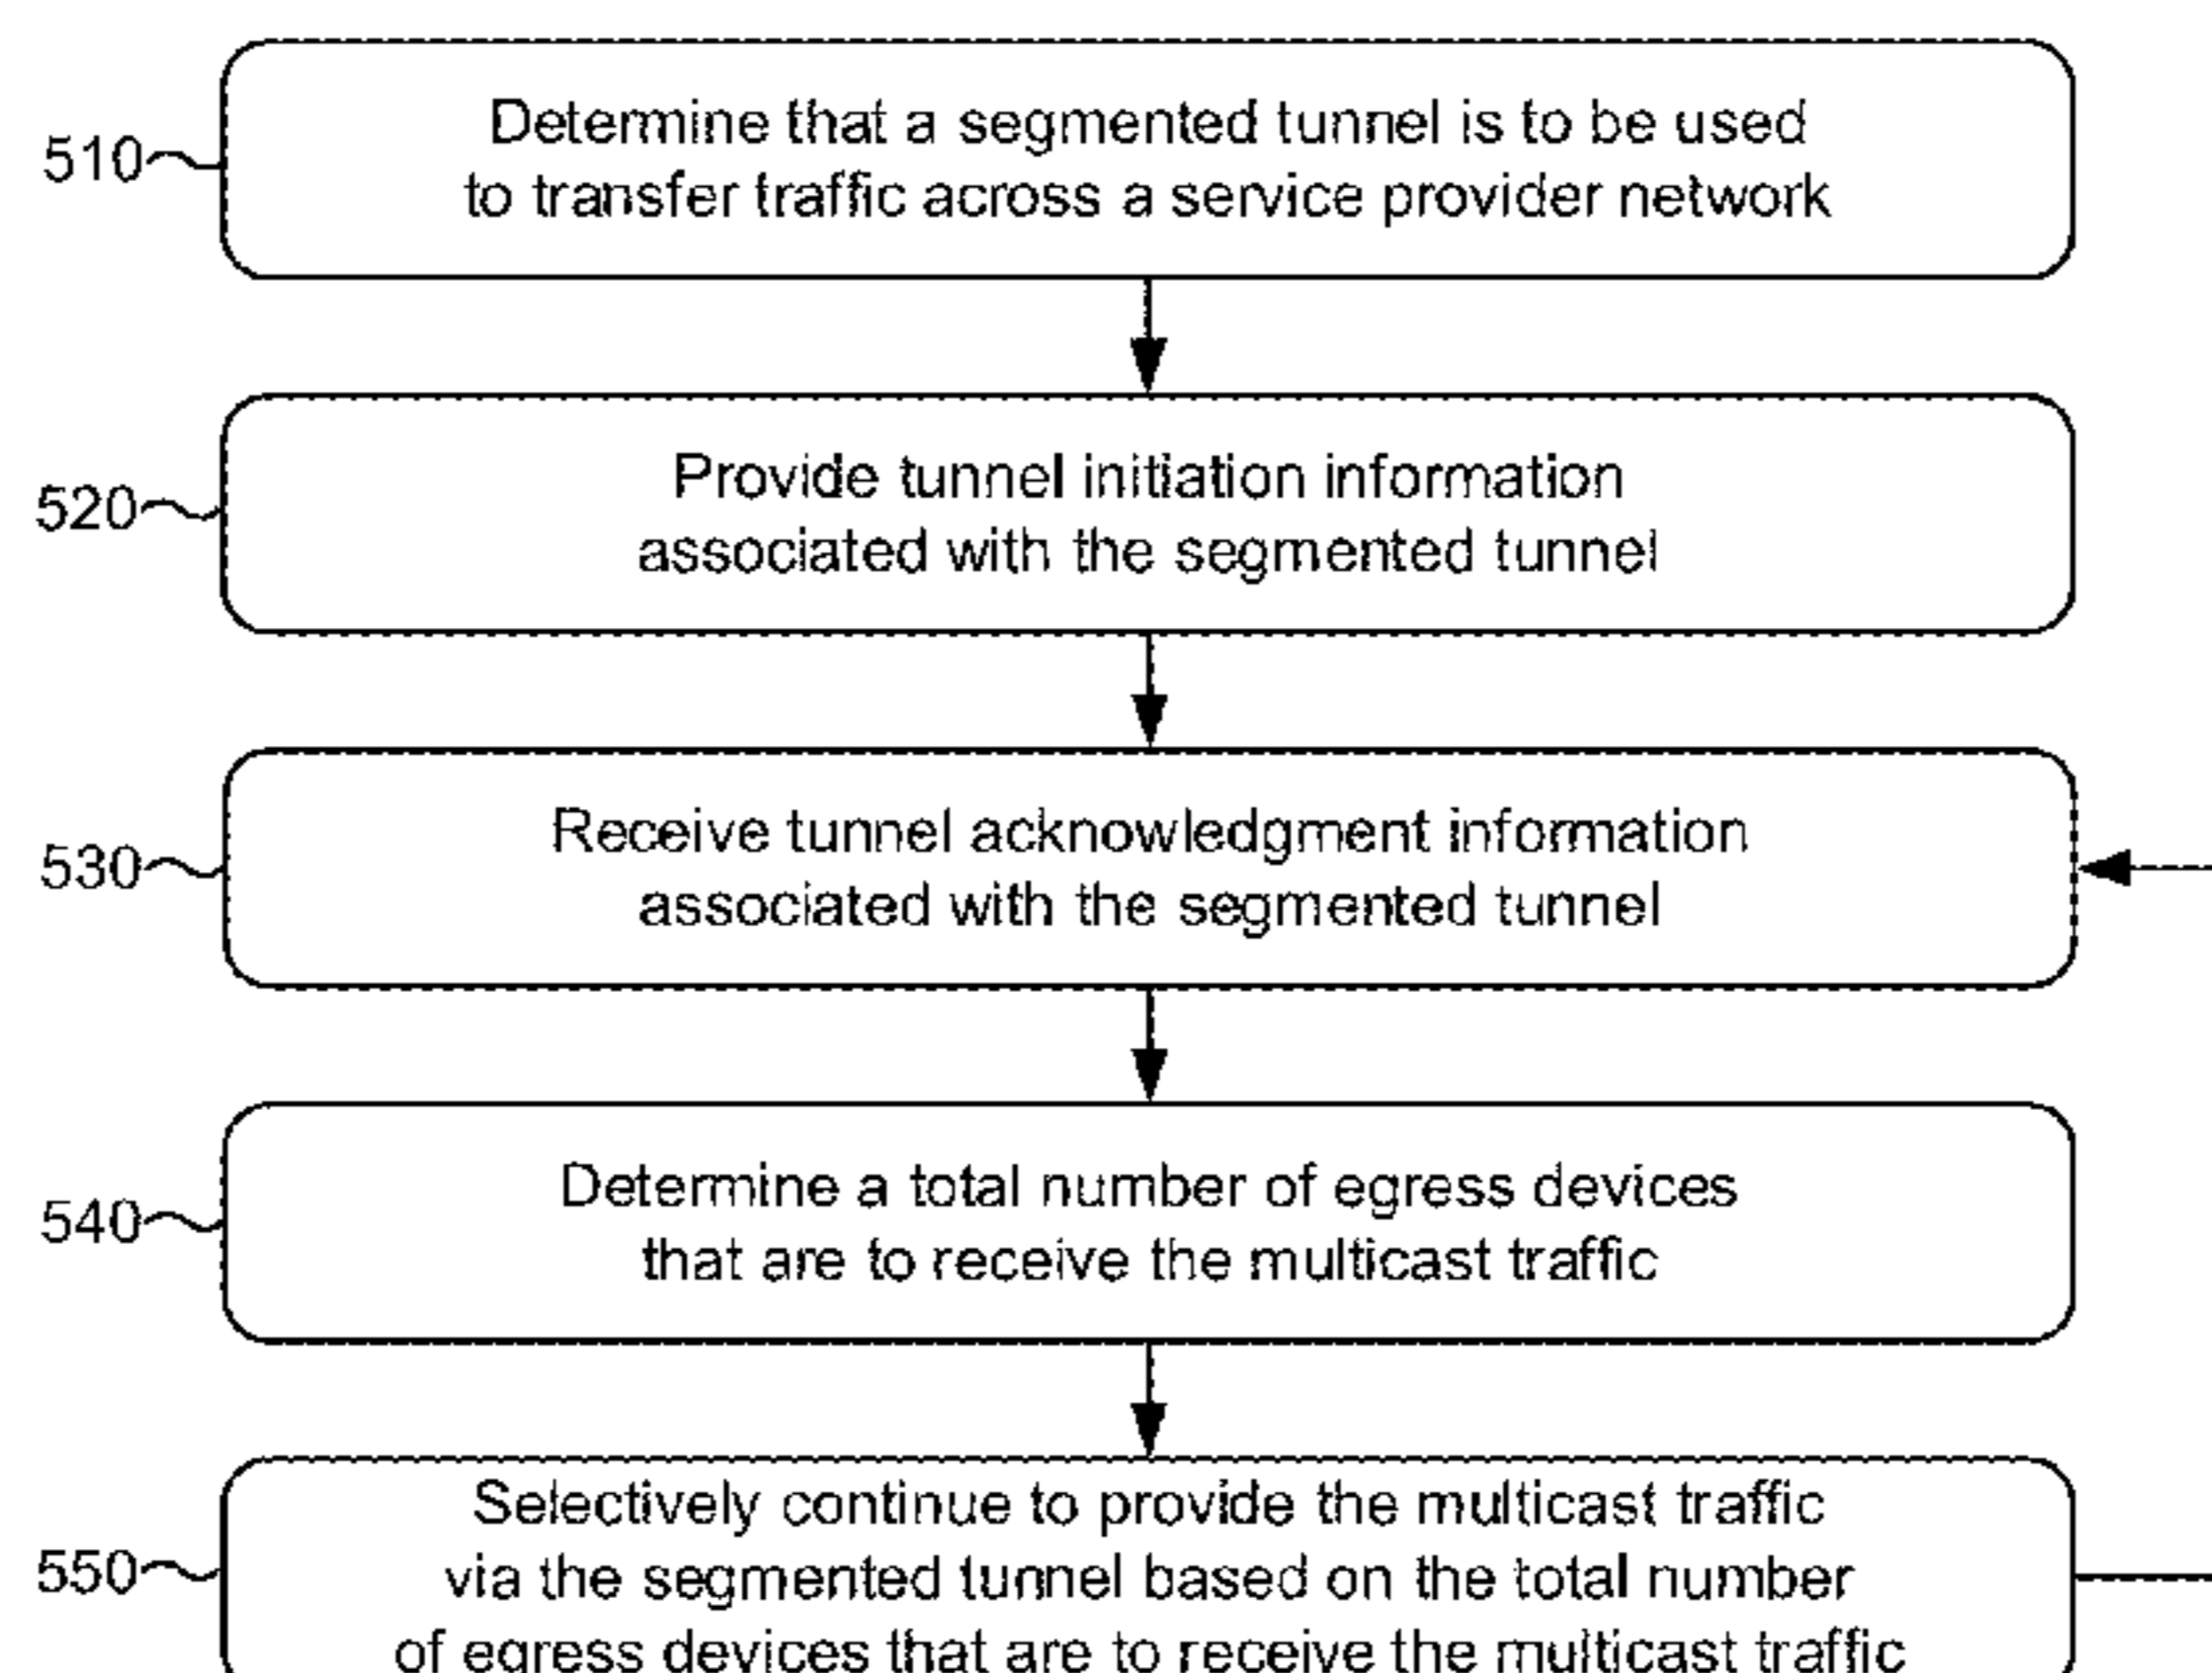 510
Determine that a segmented tunnel is to be used
to transfer traffic across a service provider network
520
Provide tunnel initiation information
associated with the segmented tunnel
530
Receive tunnel acknowledgment information
associated with the segmented tunnel
540
Determine a total number of egress devices
that are to receive the multicast traffic
550
Selectively continue to provide the multicast traffic
via the segmented tunnel based on the total number
of egress devices that are to receive the multicast traffic